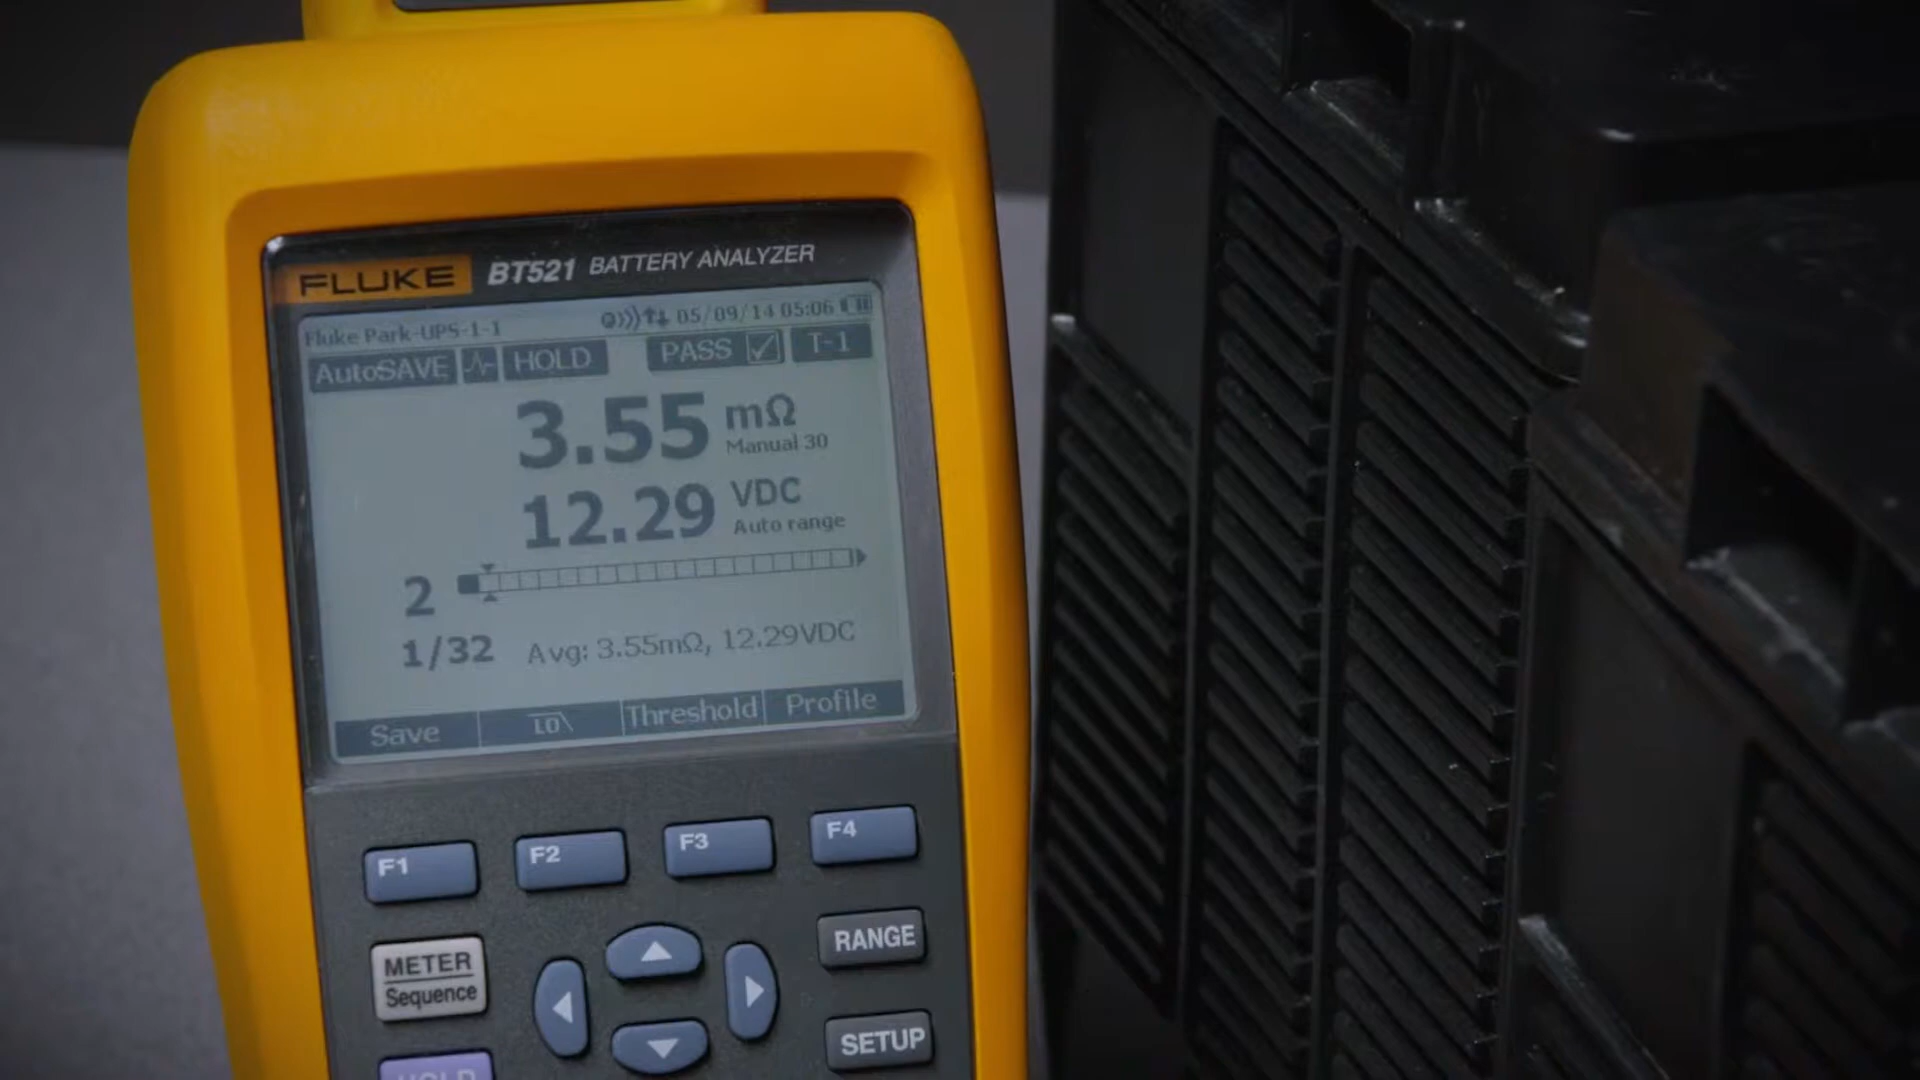 FLUKE BT521 BATTERY ANALYZER
Fluke Park-UPS-1-1 05/09/14 05:06
AutoSAVE HOLD PASS T-1
3.55 mΩ
Manual 30
12.29 VDC
Auto range
2
1/32 Avg: 3.55mΩ, 12.29VDC
Save LO Threshold Profile
F1 F2 F3 F4
METER RANGE
Sequence
SETUP
HOLD